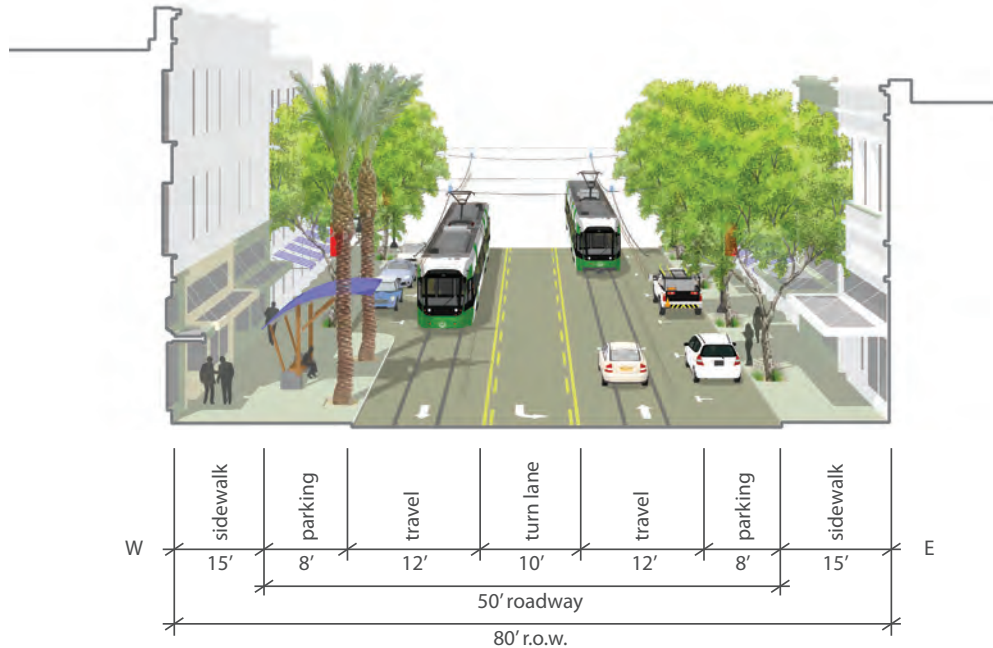 sidewalk
parking
travel
turn lane
travel
parking
sidewalk
W
E
15’
8’
12’
10’
12’
8’
15’
50’ roadway
80’ r.o.w.